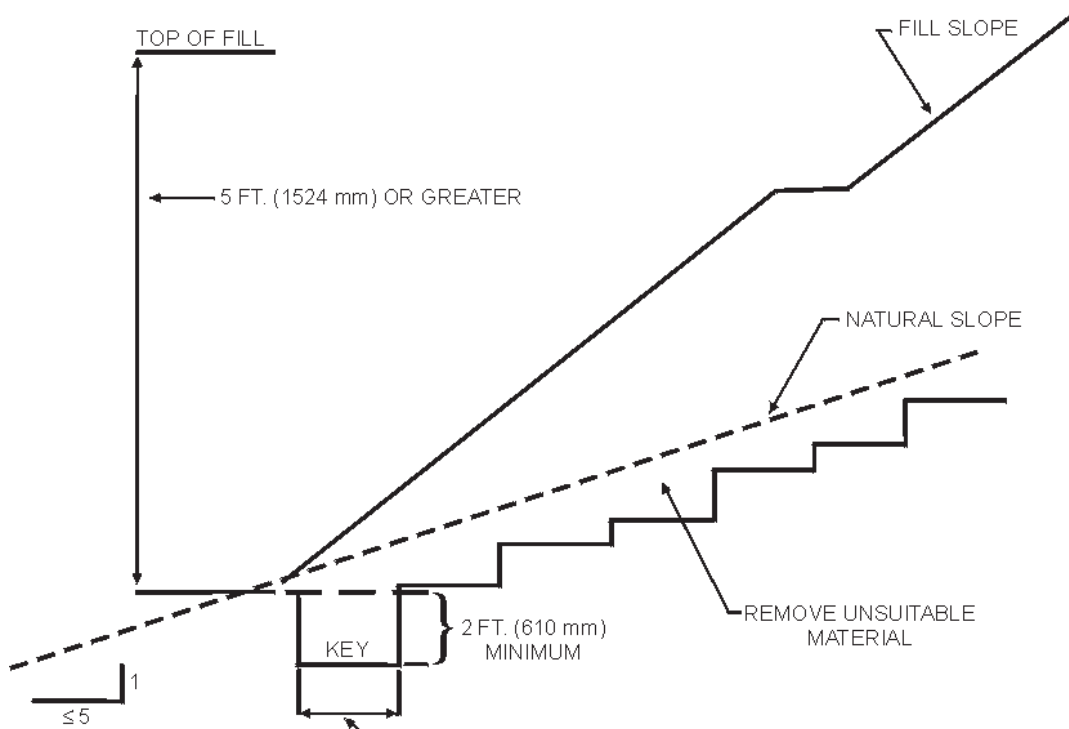 TOP OF FILL
FILL SLOPE
5 FT. (1524 mm) OR GREATER
NATURAL SLOPE
REMOVE UNSUITABLE
MATERIAL
2 FT. (610 mm)
MINIMUM
KEY
1
≤ 5